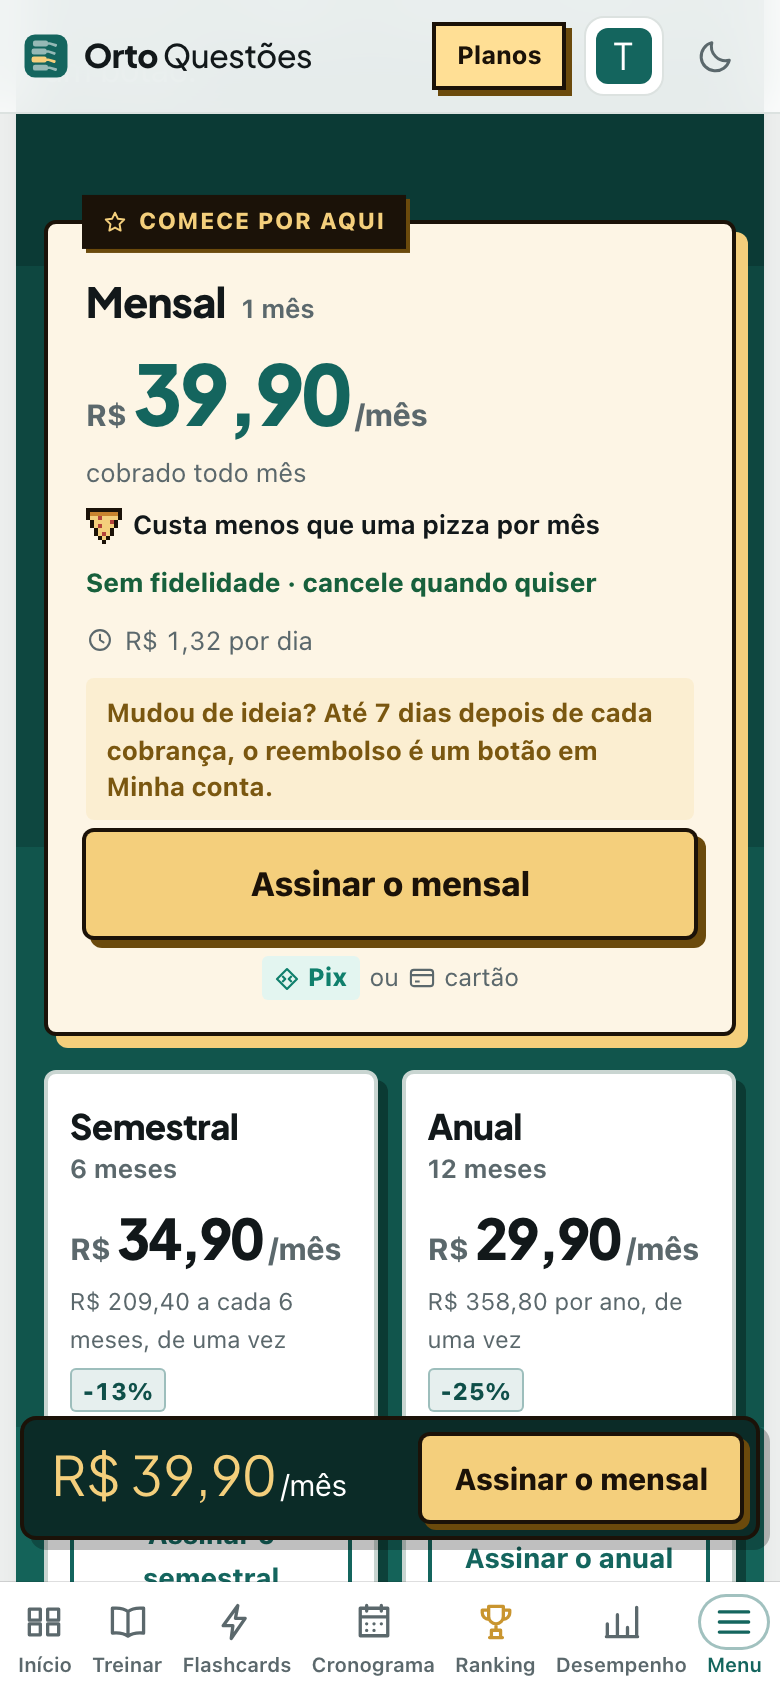 Orto Questões
Planos
T
COMECE POR AQUI
Mensal 1 mês
R$ 39,90/mês
cobrado todo mês
Custa menos que uma pizza por mês
Sem fidelidade · cancele quando quiser
R$ 1,32 por dia
Mudou de ideia? Até 7 dias depois de cada
cobrança, o reembolso é um botão em
Minha conta.
Assinar o mensal
Pix ou cartão
Semestral
6 meses
R$ 34,90/mês
R$ 209,40 a cada 6
meses, de uma vez
-13%
Anual
12 meses
R$ 29,90/mês
R$ 358,80 por ano, de
uma vez
-25%
R$ 39,90/mês
Assinar o mensal
Assinar o
semestral
Assinar o anual
Início
Treinar
Flashcards
Cronograma
Ranking
Desempenho
Menu